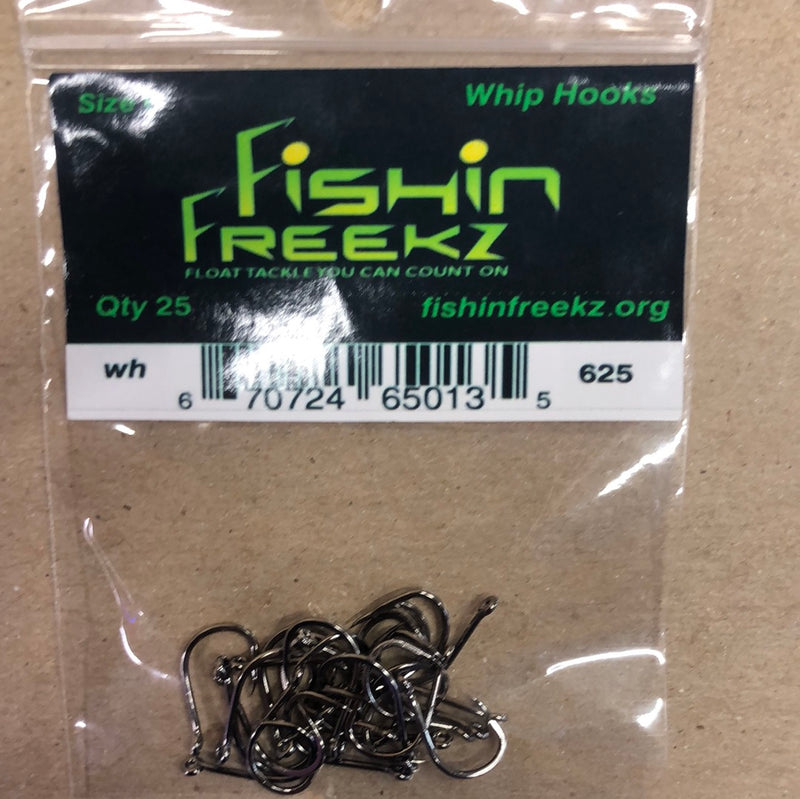 Size
Whip Hooks
Fishin
Freekz
FLOAT TACKLE YOU CAN COUNT ON
Qty 25
fishinfreekz.org
wh
625
6 70724 65013 5